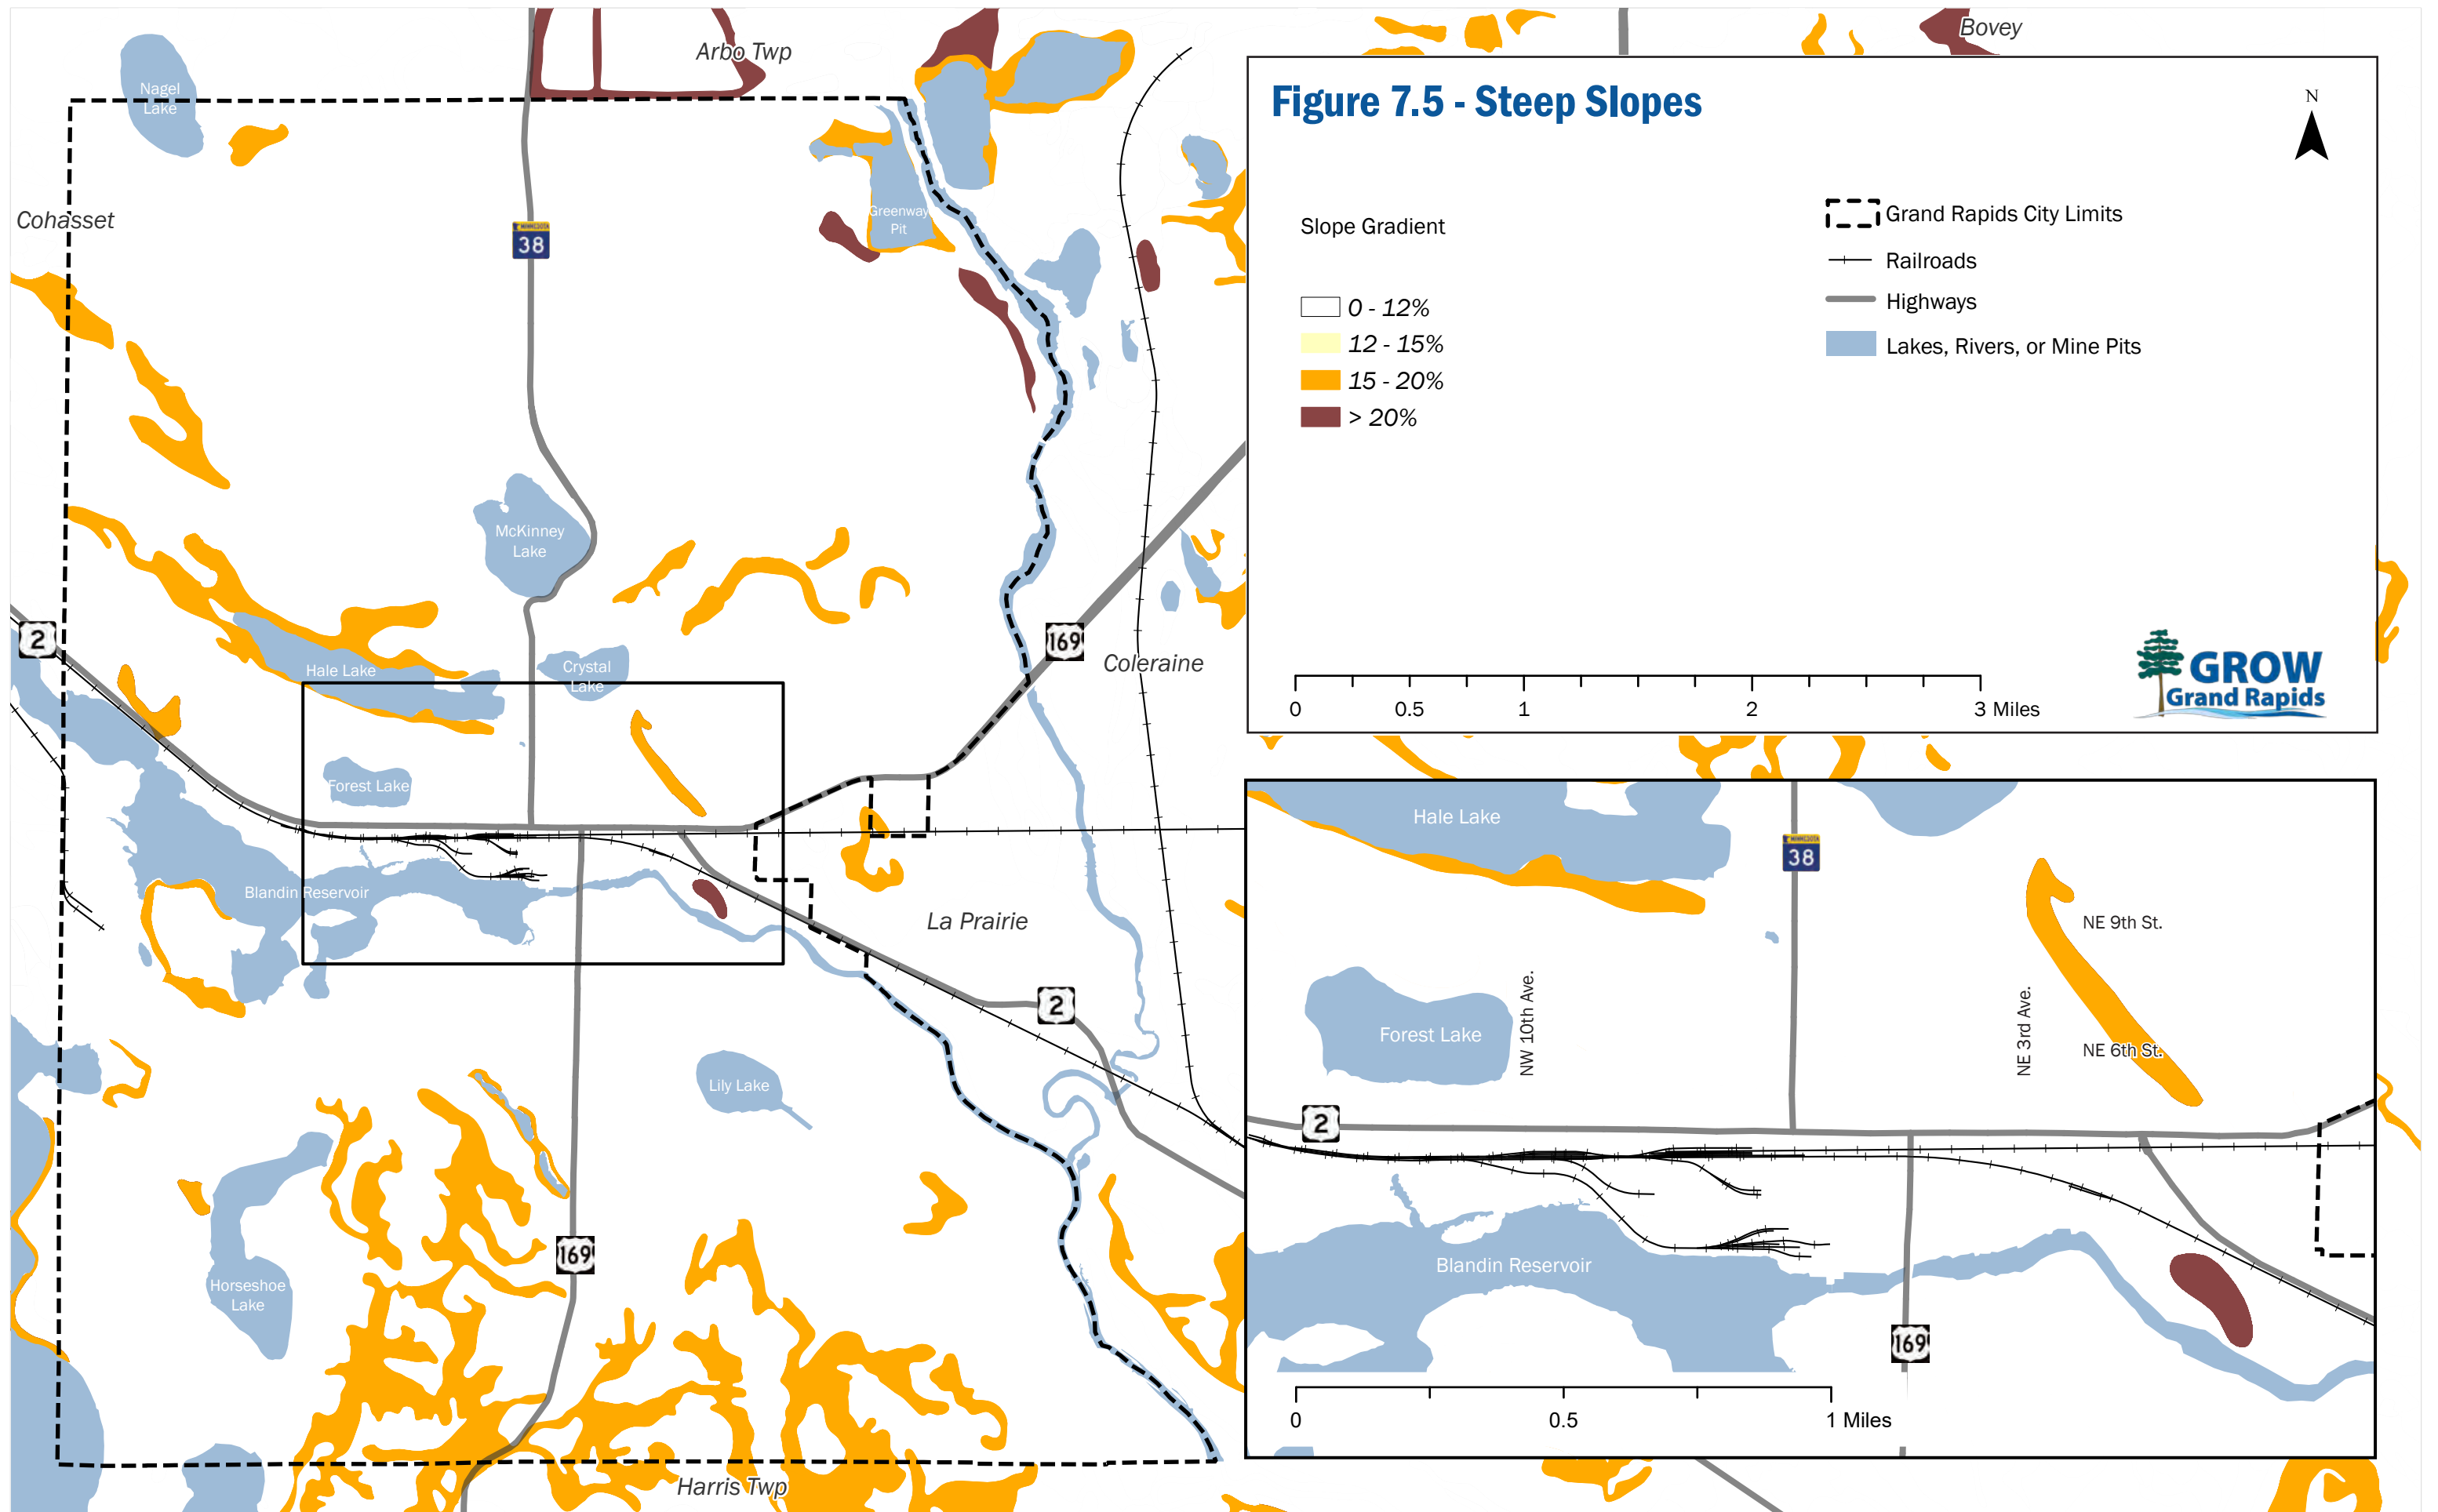 Arbo Twp
Bovey
Nagel
Lake
Cohasset
MINNESOTA
38
Greenway
Pit
Figure 7.5 - Steep Slopes
N
Slope Gradient
0 - 12%
12 - 15%
15 - 20%
> 20%
Grand Rapids City Limits
Railroads
Highways
Lakes, Rivers, or Mine Pits
0
0.5
1
2
3 Miles
GROW
Grand Rapids
McKinney
Lake
2
Hale Lake
Crystal
Lake
169
Coleraine
Forest Lake
Blandin Reservoir
La Prairie
2
Lily Lake
169
Horseshoe
Lake
Harris Twp
Hale Lake
MINNESOTA
38
NE 9th St.
Forest Lake
NW 10th Ave.
NE 3rd Ave.
NE 6th St.
2
Blandin Reservoir
169
0
0.5
1 Miles